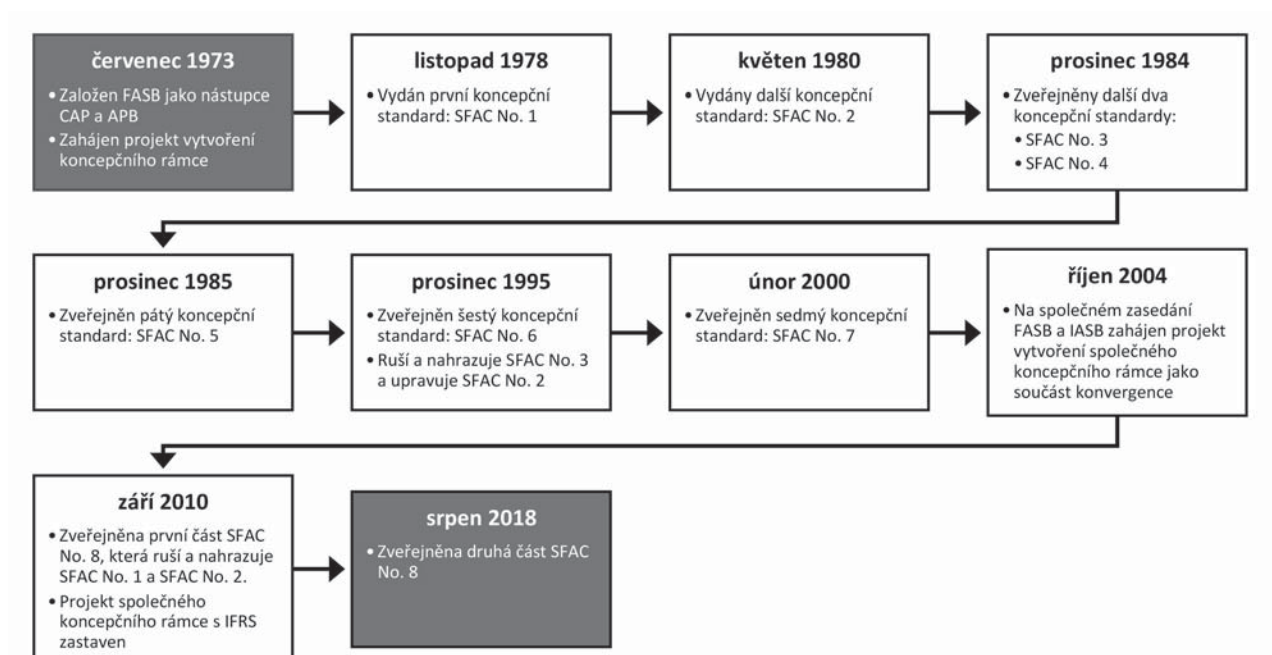 červenec 1973
• Založen FASB jako nástupce
CAP a APB
• Zahájen projekt vytvoření
koncepčního rámce
listopad 1978
• Vydán první koncepční
standard: SFAC No. 1
květen 1980
• Vydány další koncepční
standard: SFAC No. 2
prosinec 1984
• Zveřejněny další dva
koncepční standardy:
• SFAC No. 3
• SFAC No. 4
prosinec 1985
• Zveřejněn pátý koncepční
standard: SFAC No. 5
prosinec 1995
• Zveřejněn šestý koncepční
standard: SFAC No. 6
• Ruší a nahrazuje SFAC No. 3
a upravuje SFAC No. 2
únor 2000
• Zveřejněn sedmý koncepční
standard: SFAC No. 7
říjen 2004
• Na společném zasedání
FASB a IASB zahájen projekt
vytvoření společného
koncepčního rámce jako
součást konvergence
září 2010
• Zveřejněna první část SFAC
No. 8, která ruší a nahrazuje
SFAC No. 1 a SFAC No. 2.
• Projekt společného
koncepčního rámce s IFRS
zastaven
srpen 2018
• Zveřejněna druhá část SFAC
No. 8